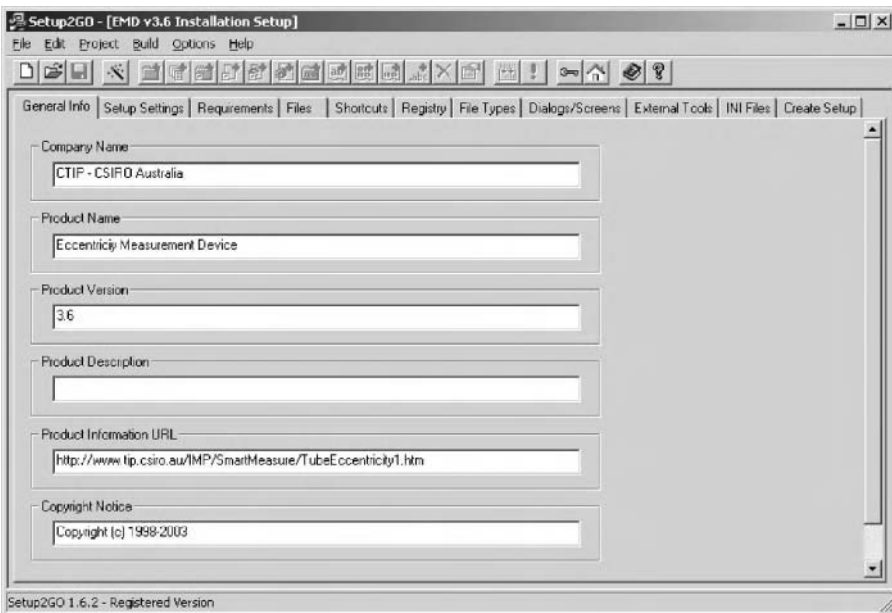 Setup2GO - [EMD v3.6 Installation Setup]
File Edit Project Build Options Help
General Info Setup Settings Requirements Files Shortcuts Registry File Types Dialogs/Screens External Tools INI Files Create Setup
Company Name
CTIP - CSIRO Australia
Product Name
Eccentriciy Measurement Device
Product Version
3.6
Product Description
Product Information URL
http://www.tip.csiro.au/IMP/SmartMeasure/TubeEccentricity1.htm
Copyright Notice
Copyright (c) 1998-2003
Setup2GO 1.6.2 - Registered Version